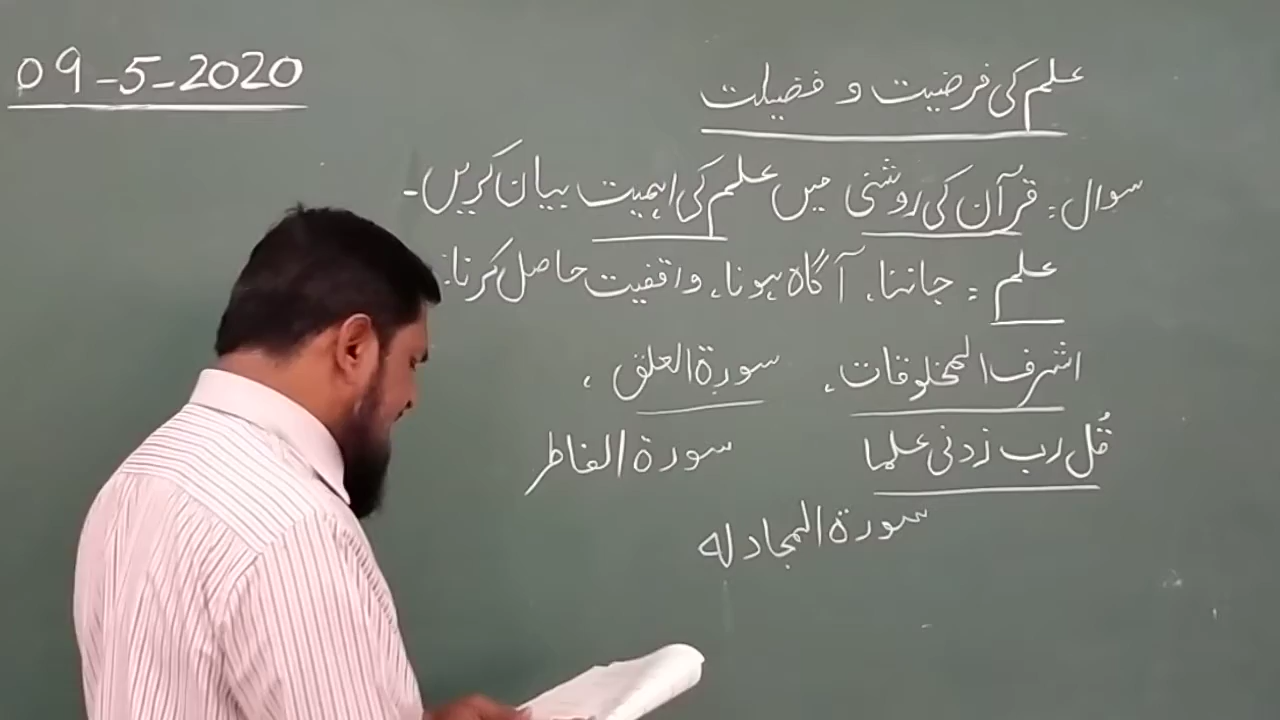 09-5-2020
علم کی فرضیت و فضیلت
سوال: قرآن کی روشنی میں علم کی اہمیت بیان کریں۔
علم: جاننا، آگاہ ہونا، واقفیت حاصل کرنا:
اشرف المخلوقات، سورۃ العلق،
قُل رب زدنی علما سورۃ الفاطر
سورۃ المجادلہ